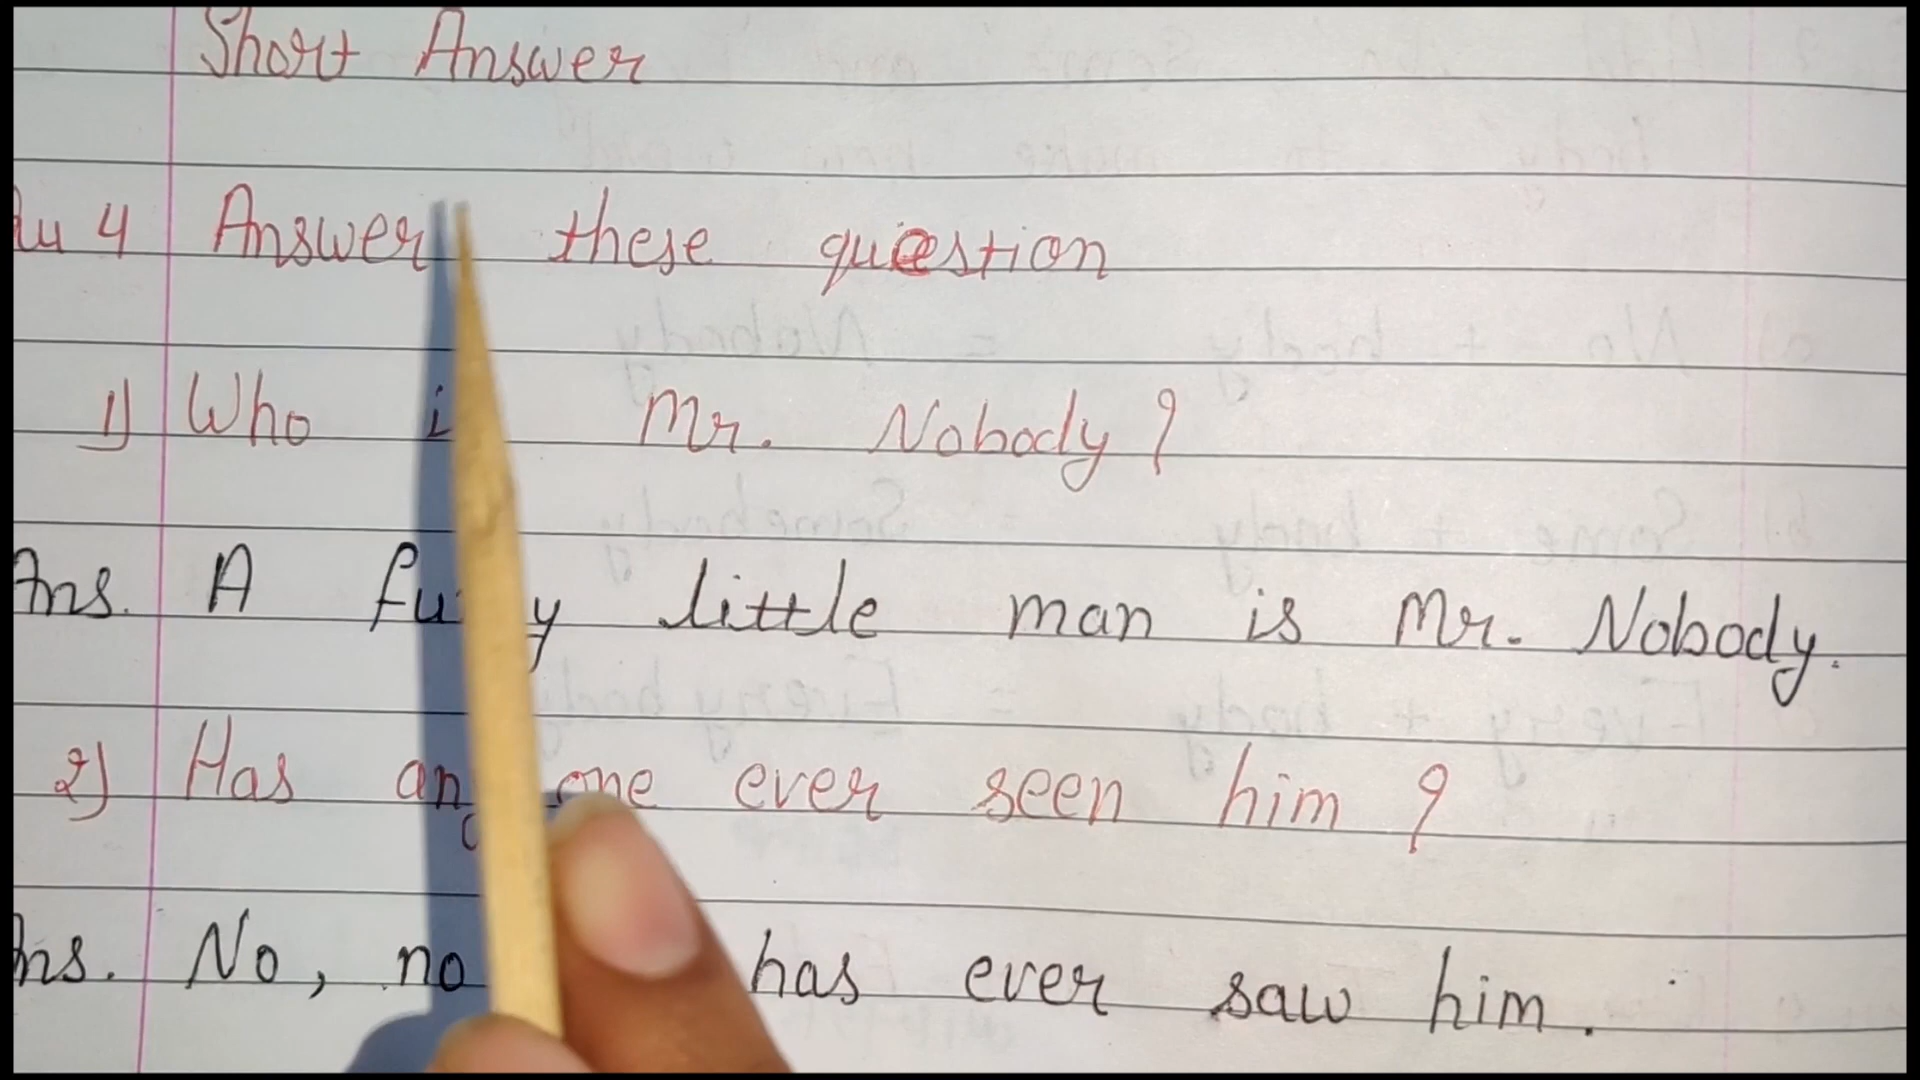 Short Answer
4 Answer these question
1) Who Mr. Nobody?
Ans. A little man is Mr. Nobody.
2) Has ever seen him?
Ans. No, has ever saw him.